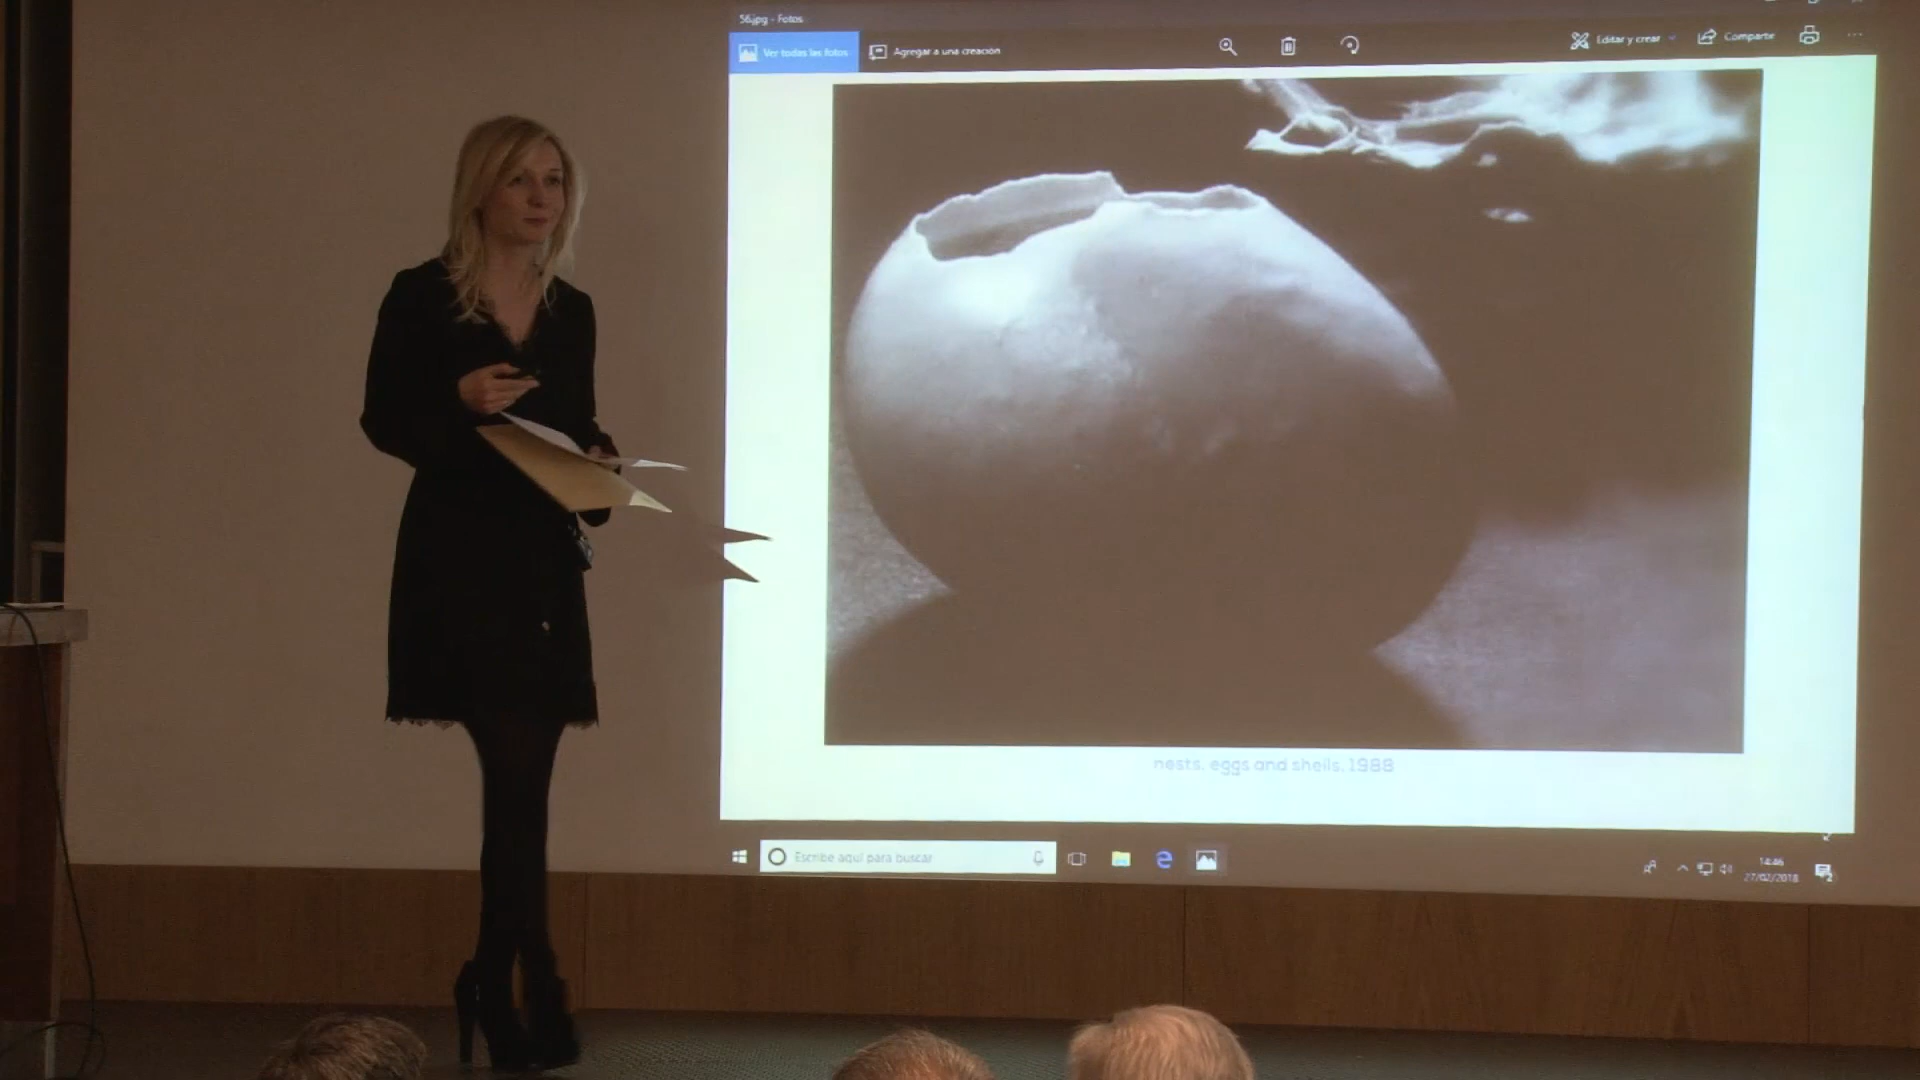 56.jpg - Fotos
Ver todas las fotos
Agregar a una creación
Editar y crear
Compartir
nests, eggs and shells, 1988
Escribe aquí para buscar
14:46
27/02/2018